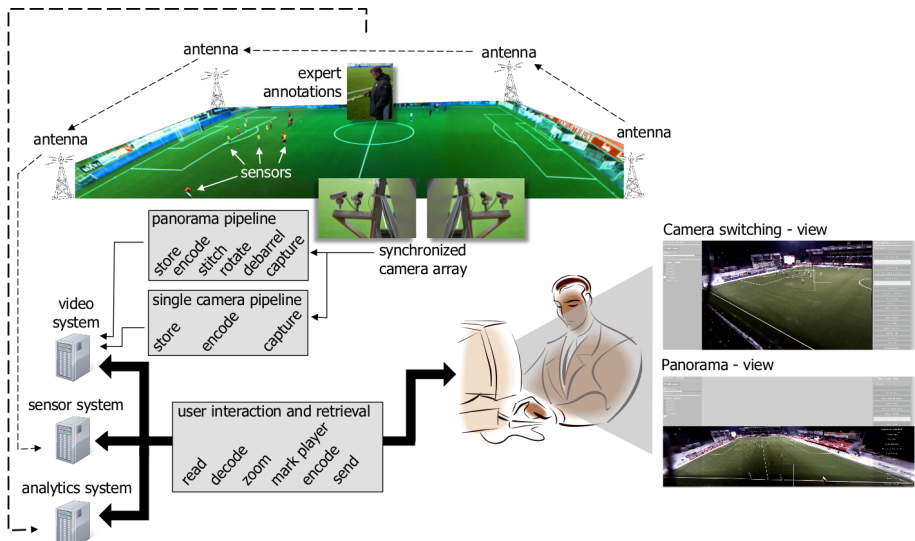 antenna
antenna
expert
annotations
antenna
antenna
sensors
panorama pipeline
store
encode
stitch
rotate
debarrel
capture
synchronized
camera array
single camera pipeline
store
encode
capture
video
system
sensor system
analytics system
user interaction and retrieval
read
decode
zoom
mark player
encode
send
Camera switching - view
Panorama - view